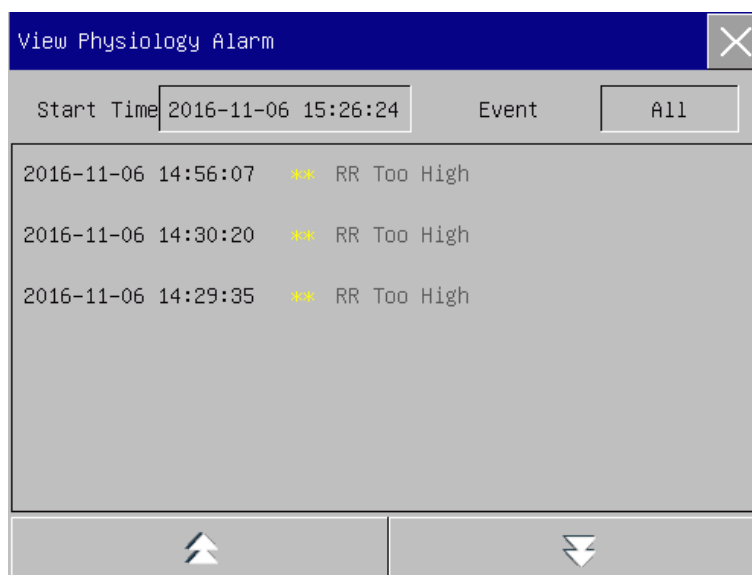 View Physiology Alarm
Start Time 2016-11-06 15:26:24 Event All
2016-11-06 14:56:07 ** RR Too High
2016-11-06 14:30:20 ** RR Too High
2016-11-06 14:29:35 ** RR Too High